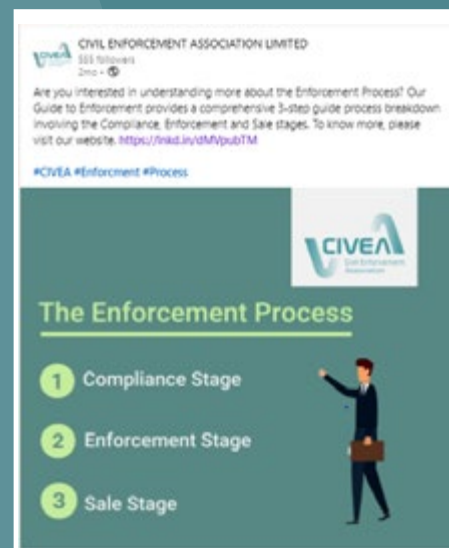 CIVIL ENFORCEMENT ASSOCIATION LIMITED
555 followers
2mo •
Are you interested in understanding more about the Enforcement Process? Our
Guide to Enforcement provides a comprehensive 3-step guide process breakdown
involving the Compliance, Enforcement and Sale stages. To know more, please
visit our website. https://lnkd.in/dMVpubTM
#CIVEA #Enforcment #Process
CIVEA
Civil Enforcement
Association
The Enforcement Process
1 Compliance Stage
2 Enforcement Stage
3 Sale Stage